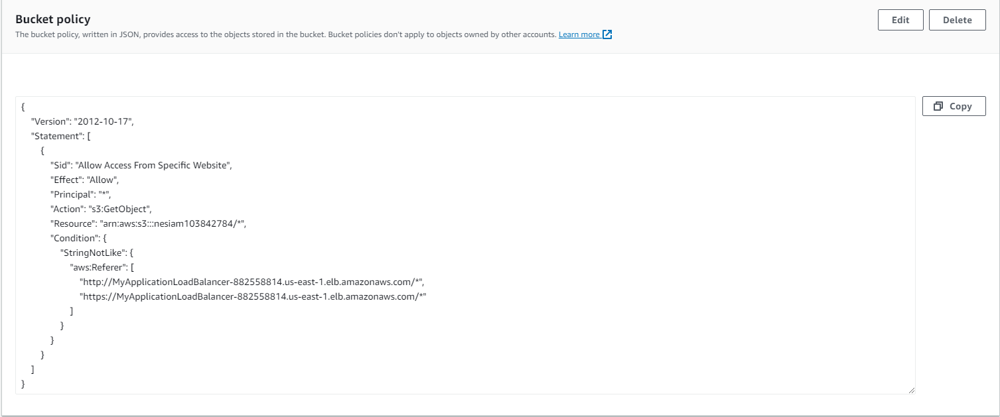 Bucket policy
Edit
Delete
The bucket policy, written in JSON, provides access to the objects stored in the bucket. Bucket policies don't apply to objects owned by other accounts. Learn more
Copy
{
"Version": "2012-10-17",
"Statement": [
{
"Sid": "Allow Access From Specific Website",
"Effect": "Allow",
"Principal": "*",
"Action": "s3:GetObject",
"Resource": "arn:aws:s3:::nesiam103842784/*",
"Condition": {
"StringNotLike": {
"aws:Referer": [
"http://MyApplicationLoadBalancer-882558814.us-east-1.elb.amazonaws.com/*",
"https://MyApplicationLoadBalancer-882558814.us-east-1.elb.amazonaws.com/*"
]
}
}
}
]
}